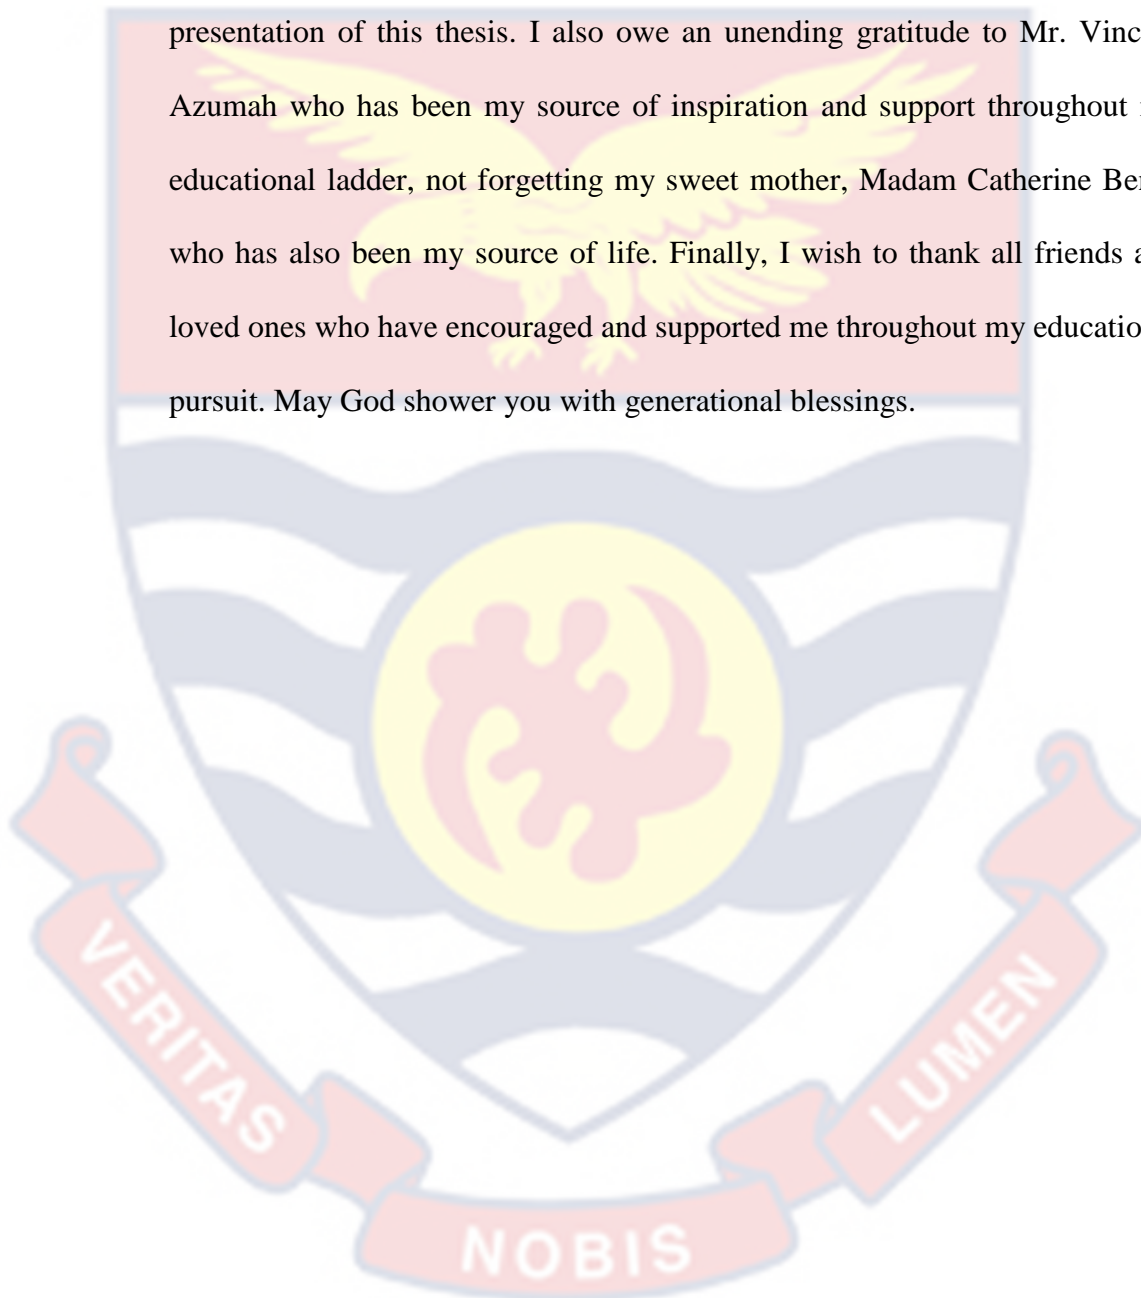 presentation of this thesis. I also owe an unending gratitude to Mr. Vinc
Azumah who has been my source of inspiration and support throughout
educational ladder, not forgetting my sweet mother, Madam Catherine Ber
who has also been my source of life. Finally, I wish to thank all friends a
loved ones who have encouraged and supported me throughout my educatio
pursuit. May God shower you with generational blessings.
VERITAS
NOBIS
LUMEN